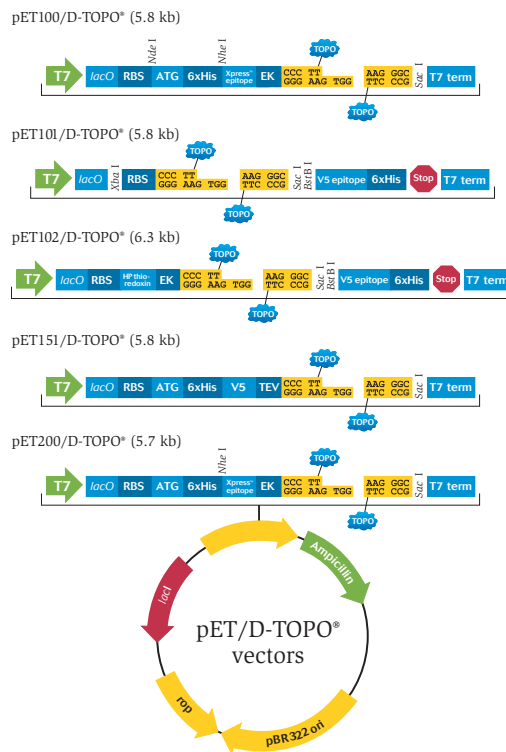 pET100/D-TOPO® (5.8 kb)
Nde I
Nhe I
TOPO
T7 lacO RBS ATG 6xHis Xpress™ epitope EK CCC TT AAG GGC Sac I T7 term
GGG AAG TGG TTC CCG
TOPO
pET101/D-TOPO® (5.8 kb)
TOPO
T7 lacO Xba I RBS CCC TT AAG GGC Sac I BstB I V5 epitope 6xHis Stop T7 term
GGG AAG TGG TTC CCG
TOPO
pET102/D-TOPO® (6.3 kb)
TOPO
T7 lacO RBS HP thio-redoxin EK CCC TT AAG GGC Sac I BstB I V5 epitope 6xHis Stop T7 term
GGG AAG TGG TTC CCG
TOPO
pET151/D-TOPO® (5.8 kb)
TOPO
T7 lacO RBS ATG 6xHis V5 TEV CCC TT AAG GGC Sac I T7 term
GGG AAG TGG TTC CCG
TOPO
pET200/D-TOPO® (5.7 kb)
Nhe I
TOPO
T7 lacO RBS ATG 6xHis Xpress™ epitope EK CCC TT AAG GGC Sac I T7 term
GGG AAG TGG TTC CCG
TOPO
Ampicillin
lacI
pET/D-TOPO®
vectors
rop
pBR322 ori